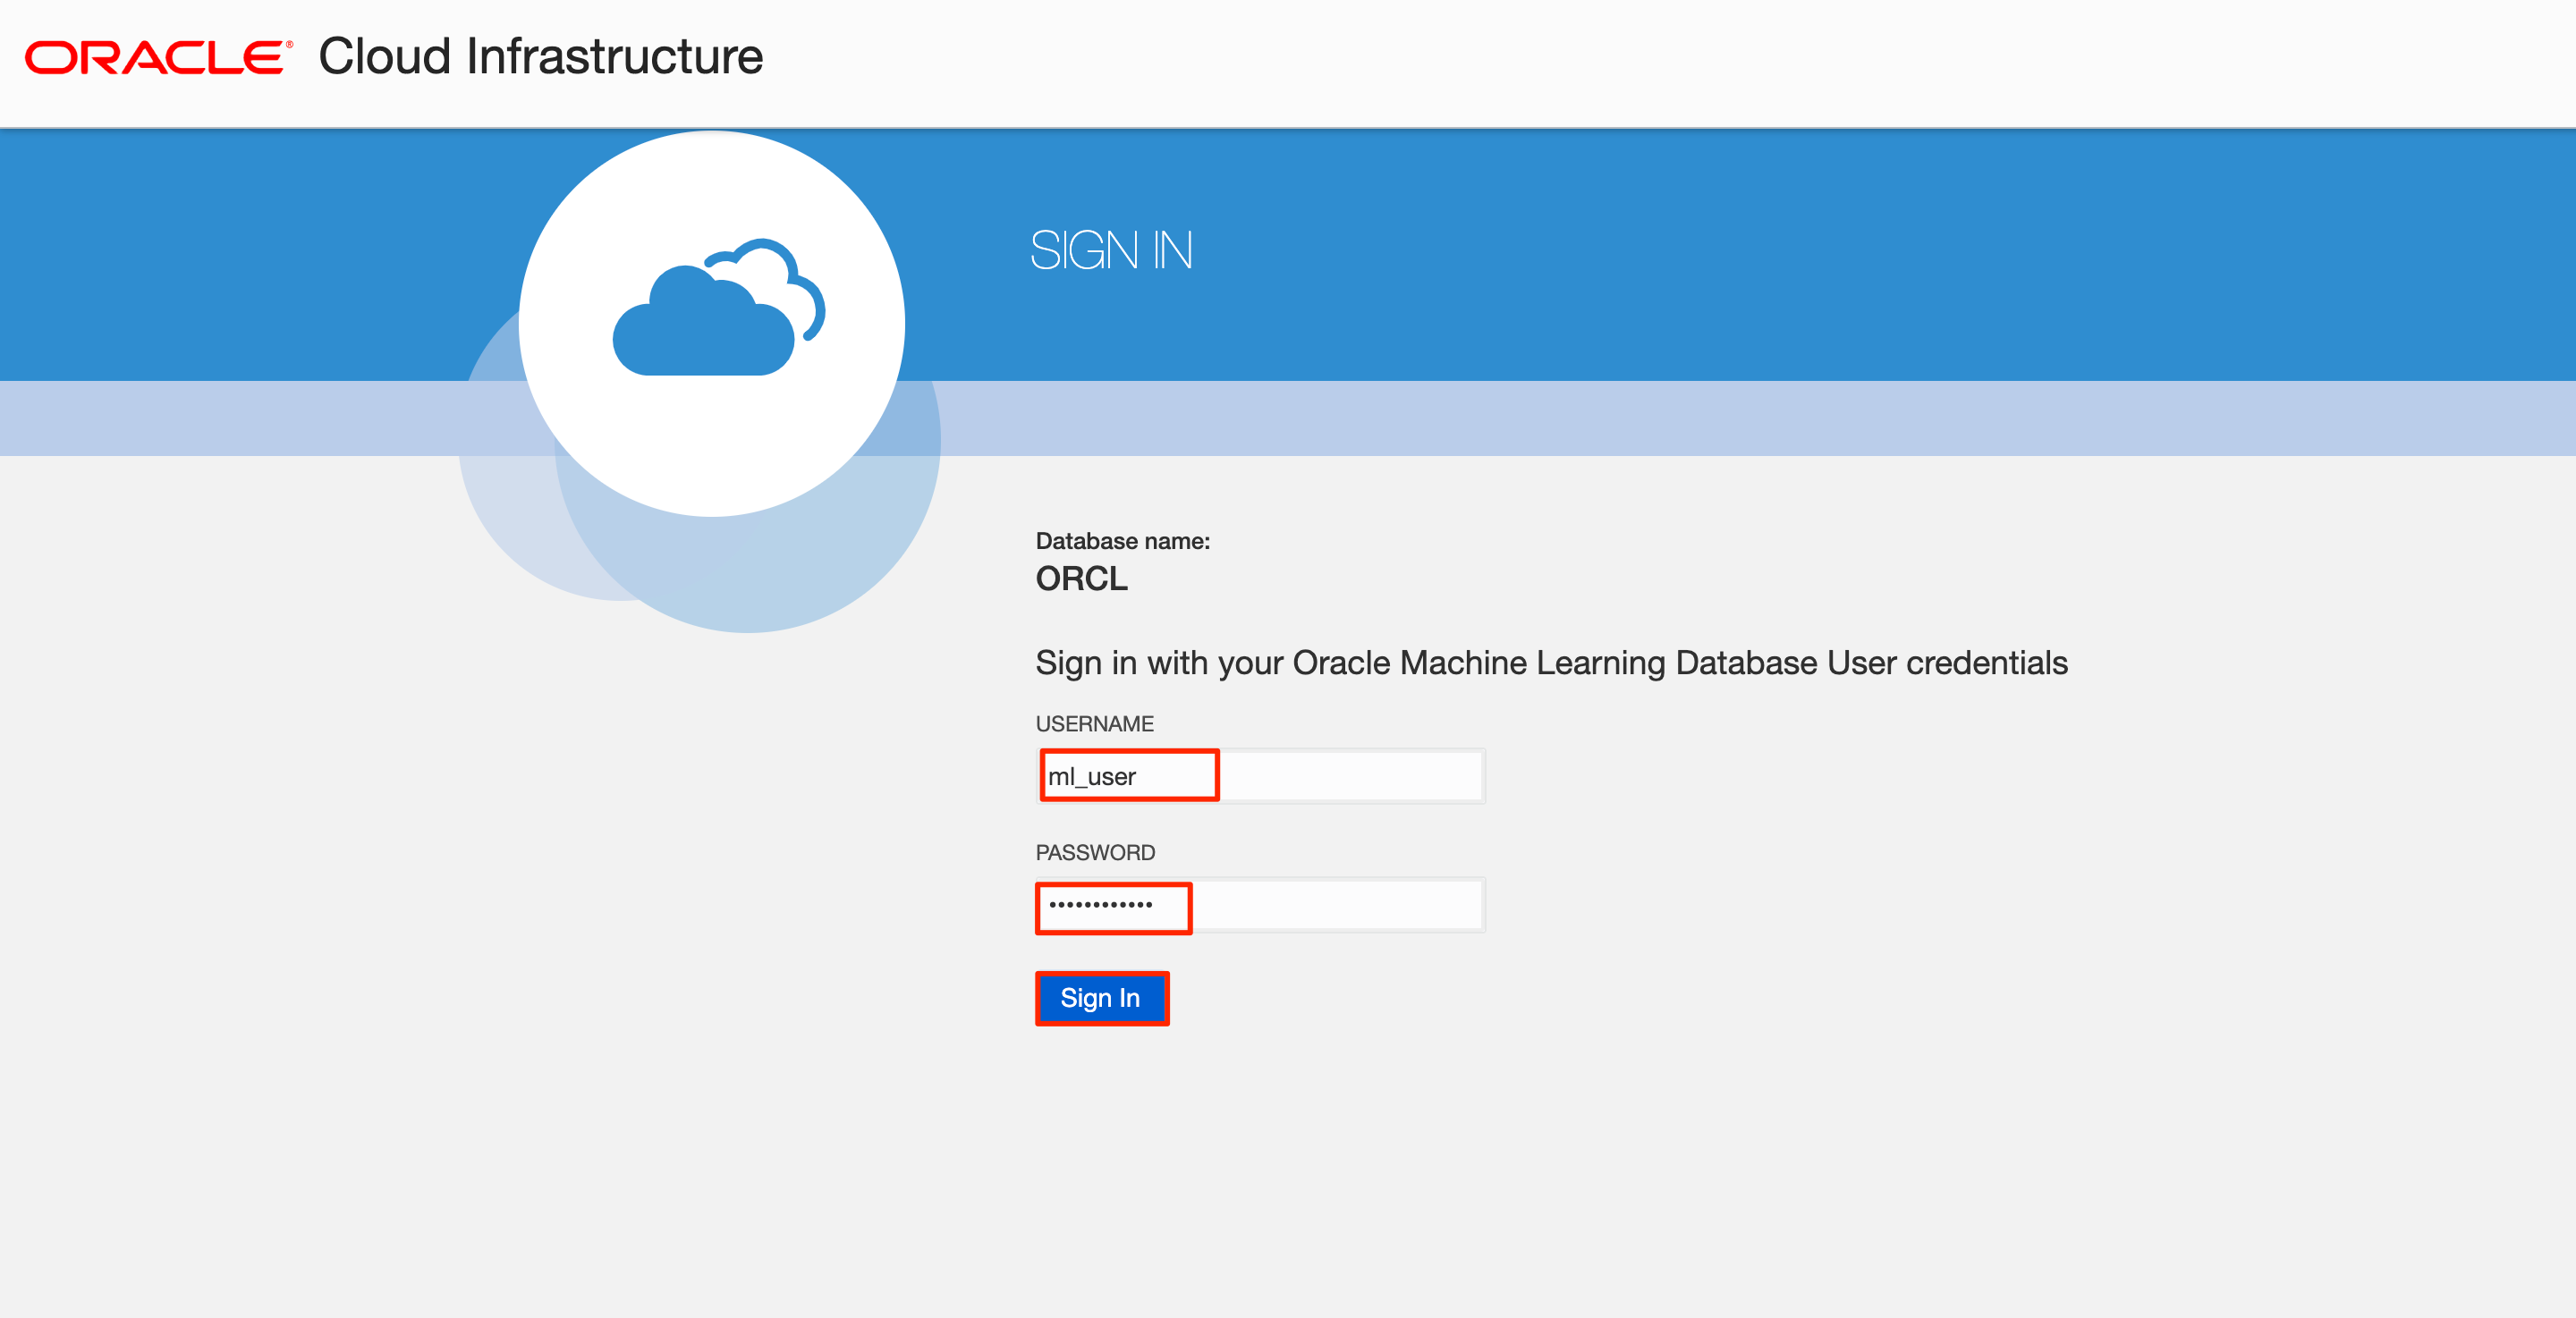 ORACLE® Cloud Infrastructure
SIGN IN
Database name:
ORCL
Sign in with your Oracle Machine Learning Database User credentials
USERNAME
ml_user
PASSWORD
••••••••••••
Sign In